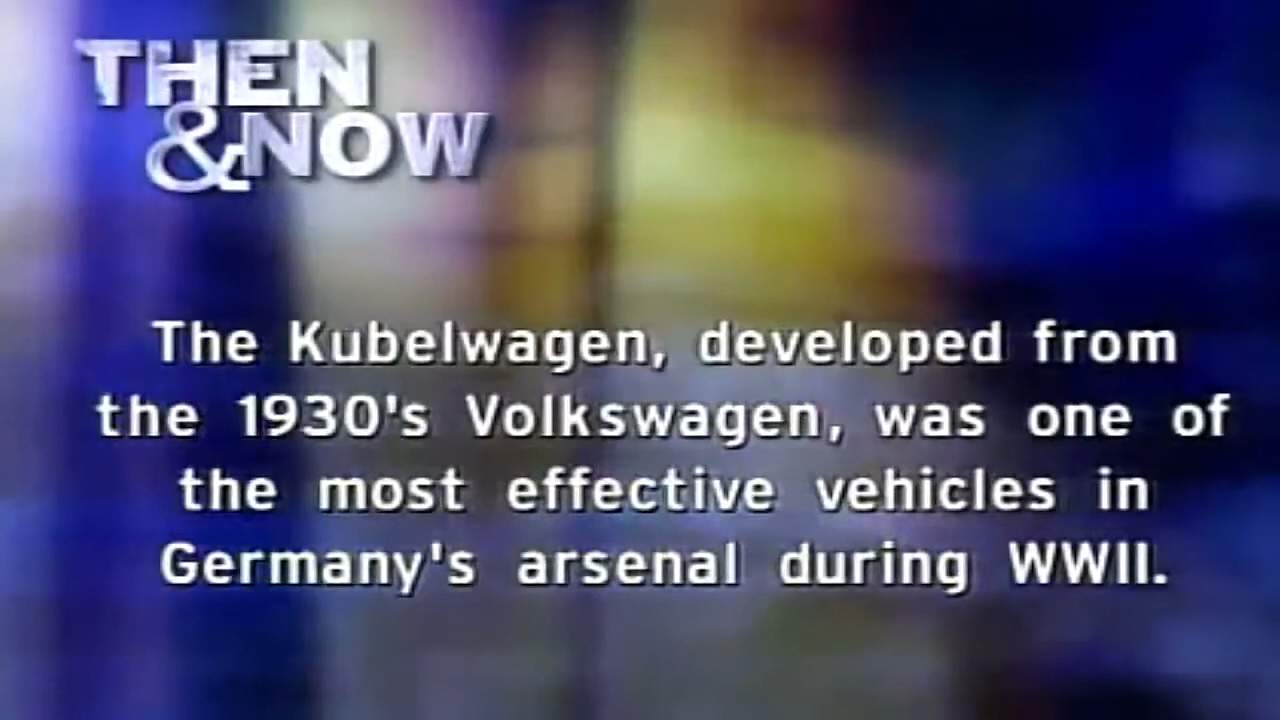 THEN
&NOW
The Kubelwagen, developed from
the 1930's Volkswagen, was one of
the most effective vehicles in
Germany's arsenal during WWII.